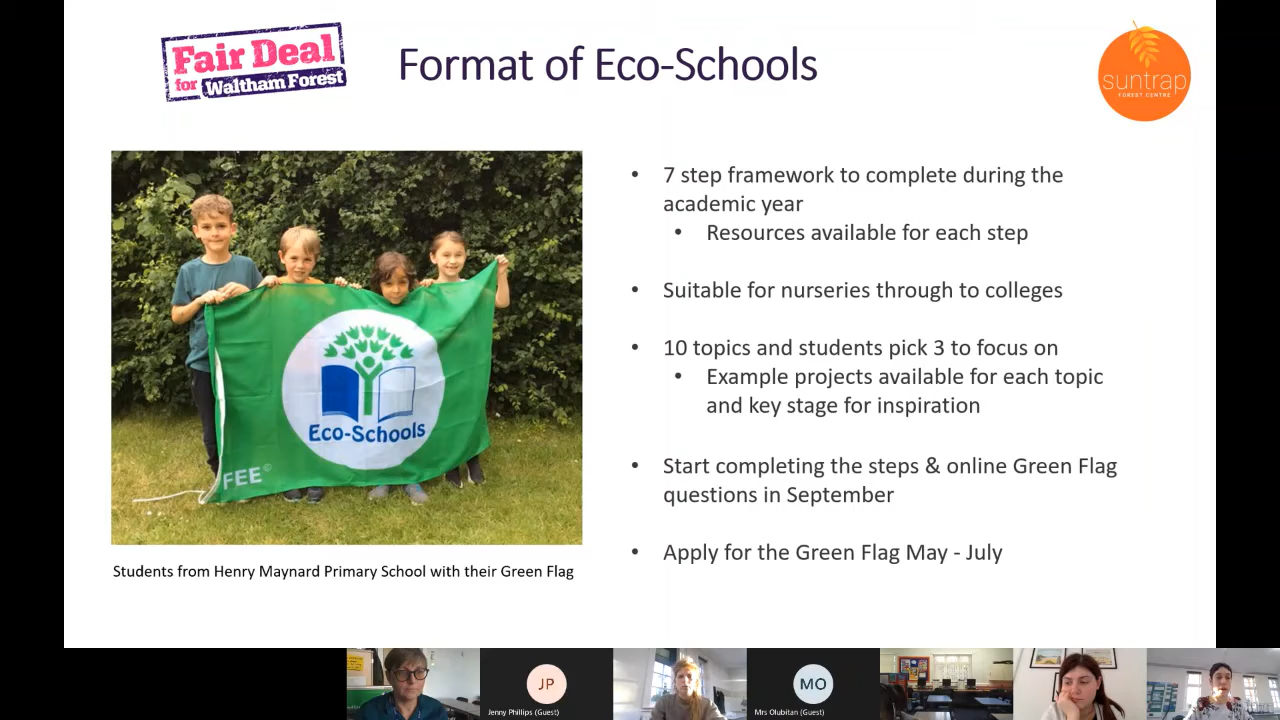 Fair Deal
for Waltham Forest
Format of Eco-Schools
suntrap
FOREST CENTRE
• 7 step framework to complete during the
academic year
• Resources available for each step
• Suitable for nurseries through to colleges
• 10 topics and students pick 3 to focus on
• Example projects available for each topic
and key stage for inspiration
• Start completing the steps & online Green Flag
questions in September
• Apply for the Green Flag May - July
Eco-Schools
FEE©
Students from Henry Maynard Primary School with their Green Flag
JP
Jenny Phillips (Guest)
MO
Mrs Olubitan (Guest)